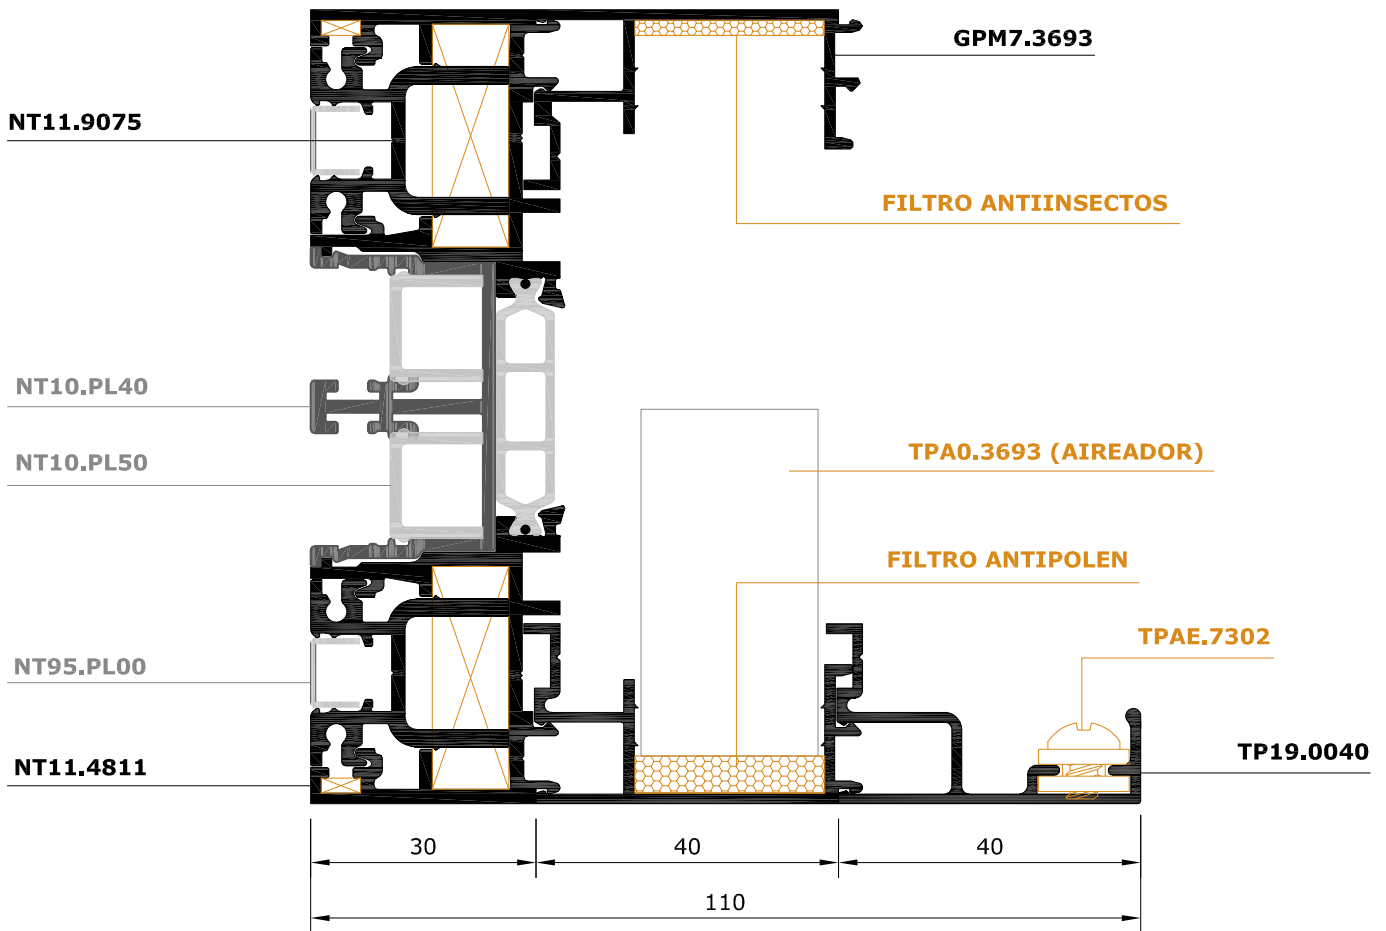 GPM7.3693
NT11.9075
FILTRO ANTIINSECTOS
NT10.PL40
TPA0.3693 (AIREADOR)
NT10.PL50
FILTRO ANTIPOLEN
TPAE.7302
NT95.PL00
TP19.0040
NT11.4811
30 40 40
110